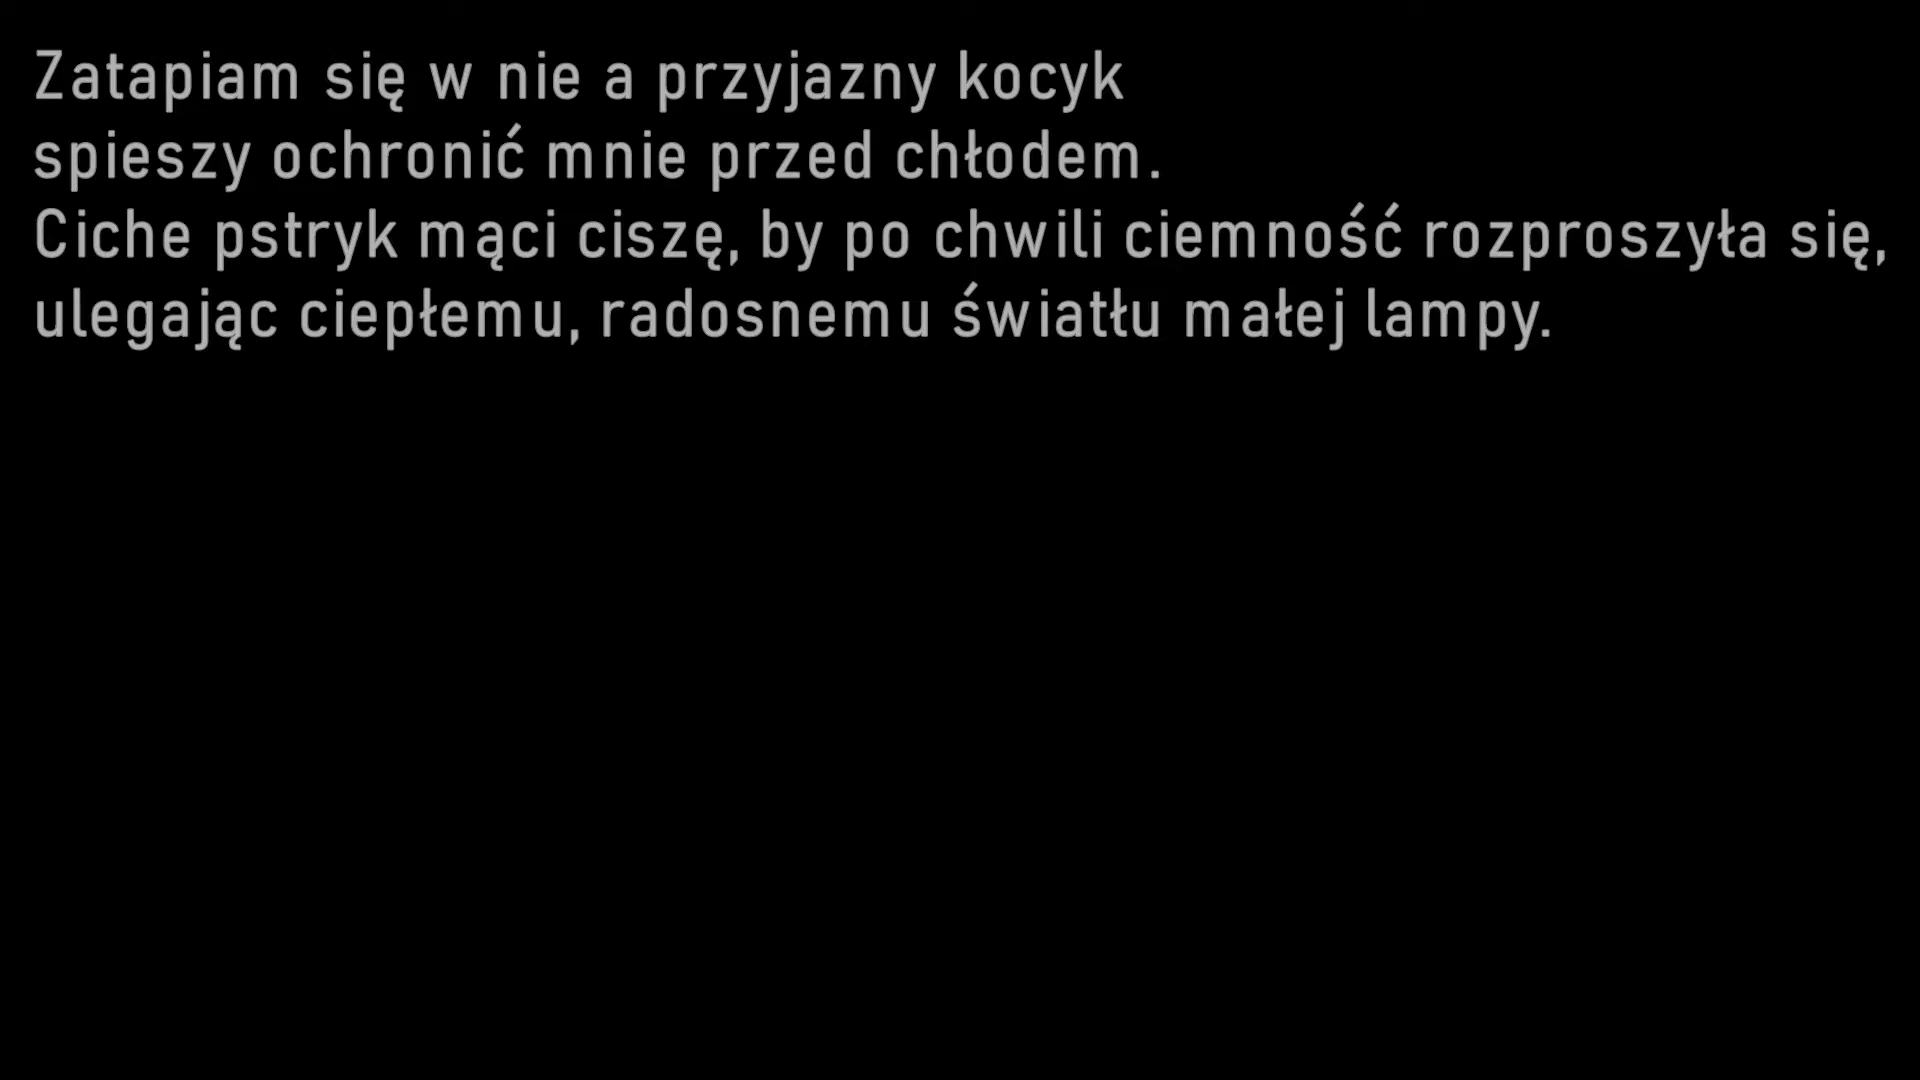 Zatapiam się w nie a przyjazny kocyk
spieszy ochronić mnie przed chłodem.
Ciche pstryk mąci ciszę, by po chwili ciemność rozproszyła się,
ulegając ciepłemu, radosnemu światłu małej lampy.